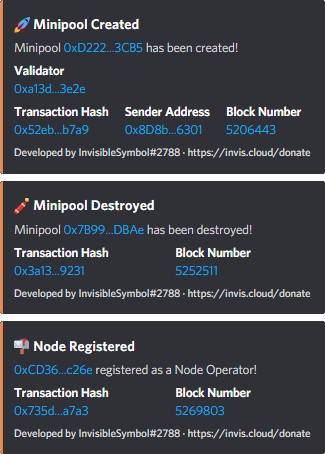 Minipool Created
Minipool 0xD222...3CB5 has been created!
Validator
0xa13d...3e2e
Transaction Hash Sender Address Block Number
0x52eb...b7a9 0x8D8b...6301 5206443
Developed by InvisibleSymbol#2788 · https://invis.cloud/donate
Minipool Destroyed
Minipool 0x7B99...DBAe has been destroyed!
Transaction Hash Block Number
0x3a13...9231 5252511
Developed by InvisibleSymbol#2788 · https://invis.cloud/donate
Node Registered
0xCD36...c26e registered as a Node Operator!
Transaction Hash Block Number
0x735d...a7a3 5269803
Developed by InvisibleSymbol#2788 · https://invis.cloud/donate